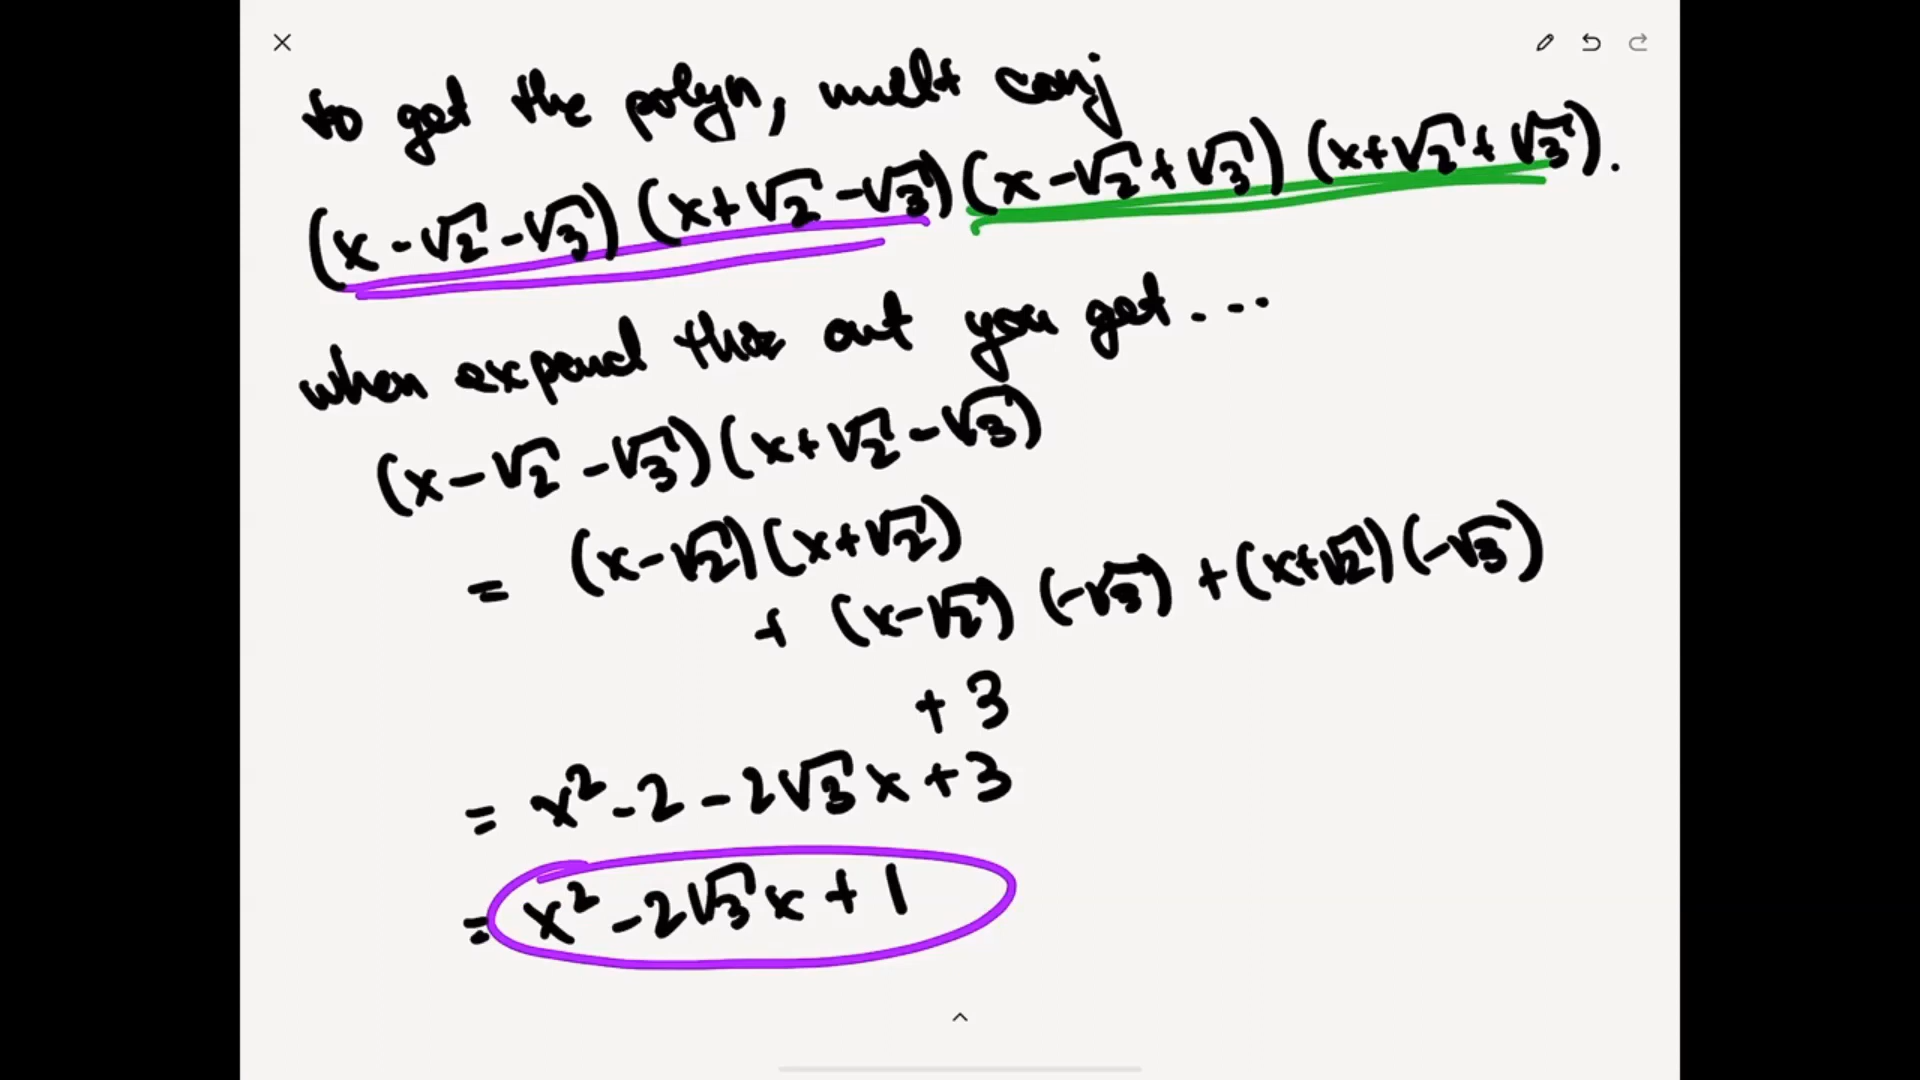 to get the polyn, mult conj
(x - √2 - √3) (x + √2 - √3) (x - √2 + √3) (x + √2 + √3).
when expand this out you get...
(x - √2 - √3) (x + √2 - √3)
= (x - √2) (x + √2)
+ (x - √2) (-√3) + (x + √2) (-√3)
+ 3
= x² - 2 - 2√3 x + 3
= x² - 2√3 x + 1